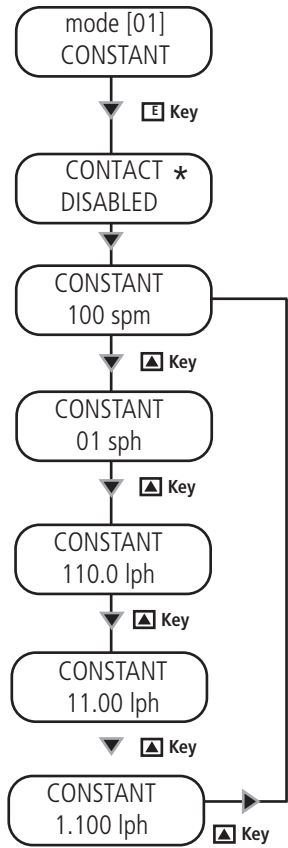 mode [01]
CONSTANT
E Key
CONTACT *
DISABLED
CONSTANT
100 spm
Key
CONSTANT
01 sph
Key
CONSTANT
110.0 lph
Key
CONSTANT
11.00 lph
Key
CONSTANT
1.100 lph
Key